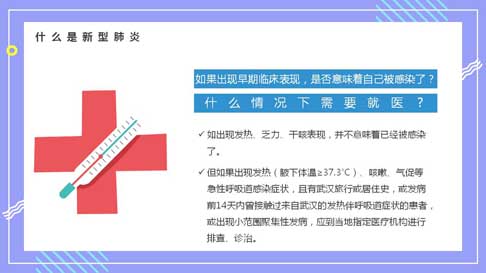 什么是新型肺炎
如果出现早期临床表现，是否意味着自己被感染了？
什么情况下需要就医？
✓ 如出现发热、乏力、干咳表现，并不意味着已经被感染
了。
✓ 但如果出现发热（腋下体温≥37.3℃）、咳嗽、气促等
急性呼吸道感染症状，且有武汉旅行或居住史，或发病
前14天内曾接触过来自武汉的发热伴呼吸道症状的患者，
或出现小范围聚集性发病，应到当地指定医疗机构进行
排查、诊治。